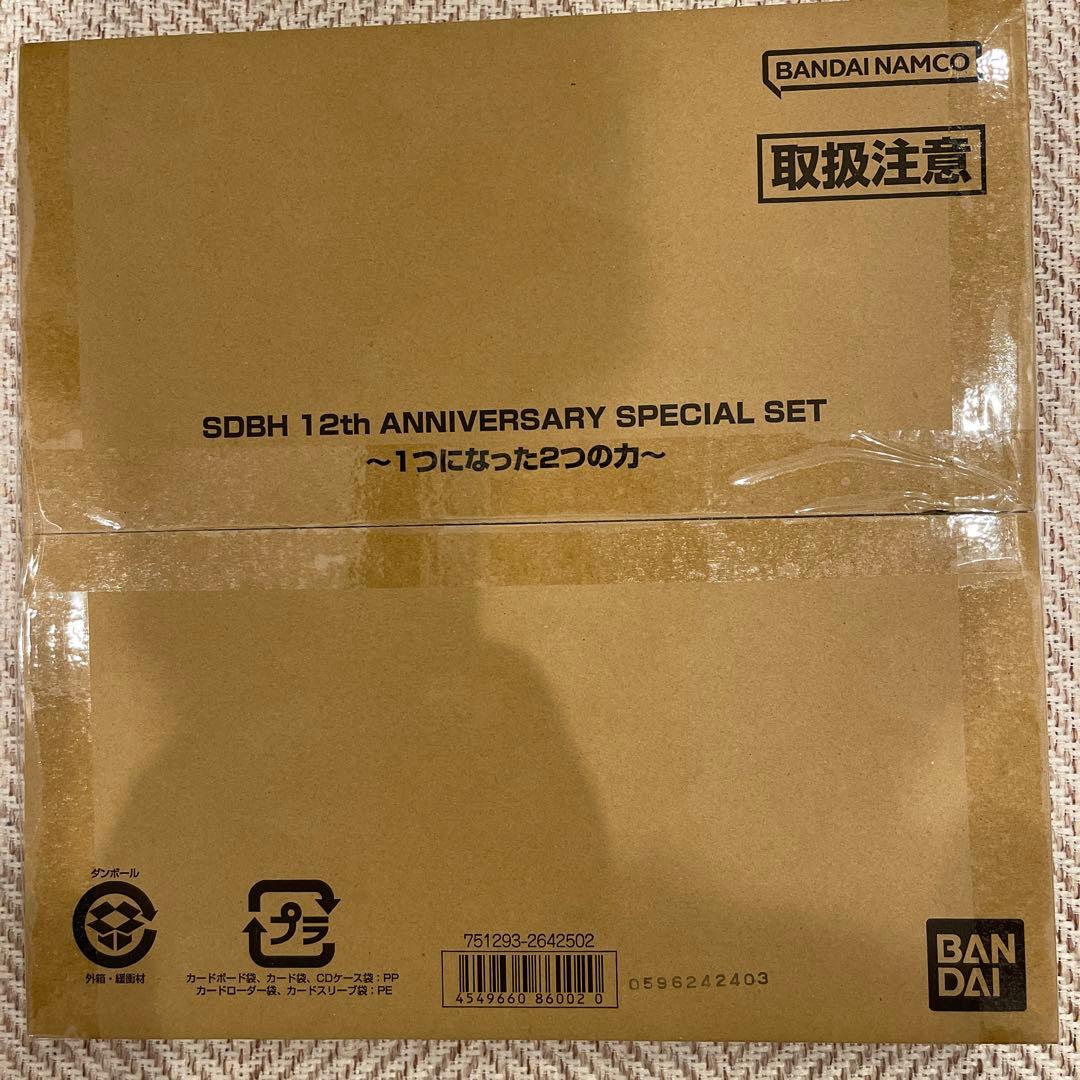 BANDAI NAMCO
取扱注意
SDBH 12th ANNIVERSARY SPECIAL SET
～1つになった2つの力～
ダンボール
外箱・緩衝材
プラ
カードボード袋、カード袋、CDケース袋：PP
カードローダー袋、カードスリーブ袋：PE
751293-2642502
4549660 86002 0
0596242403
BAN
DAI